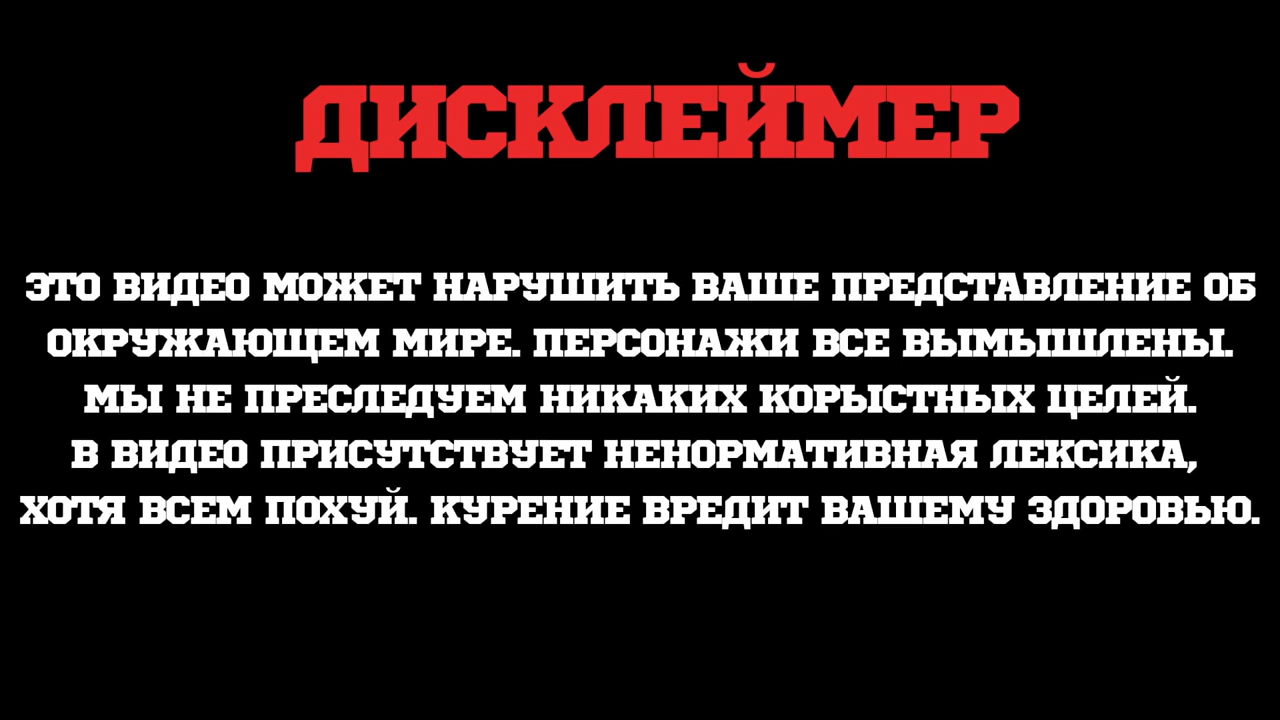 ДИСКЛЕЙМЕР
ЭТО ВИДЕО МОЖЕТ НАРУШИТЬ ВАШЕ ПРЕДСТАВЛЕНИЕ ОБ
ОКРУЖАЮЩЕМ МИРЕ. ПЕРСОНАЖИ ВСЕ ВЫМЫШЛЕНЫ.
МЫ НЕ ПРЕСЛЕДУЕМ НИКАКИХ КОРЫСТНЫХ ЦЕЛЕЙ.
В ВИДЕО ПРИСУТСТВУЕТ НЕНОРМАТИВНАЯ ЛЕКСИКА,
ХОТЯ ВСЕМ ПОХУЙ. КУРЕНИЕ ВРЕДИТ ВАШЕМУ ЗДОРОВЬЮ.